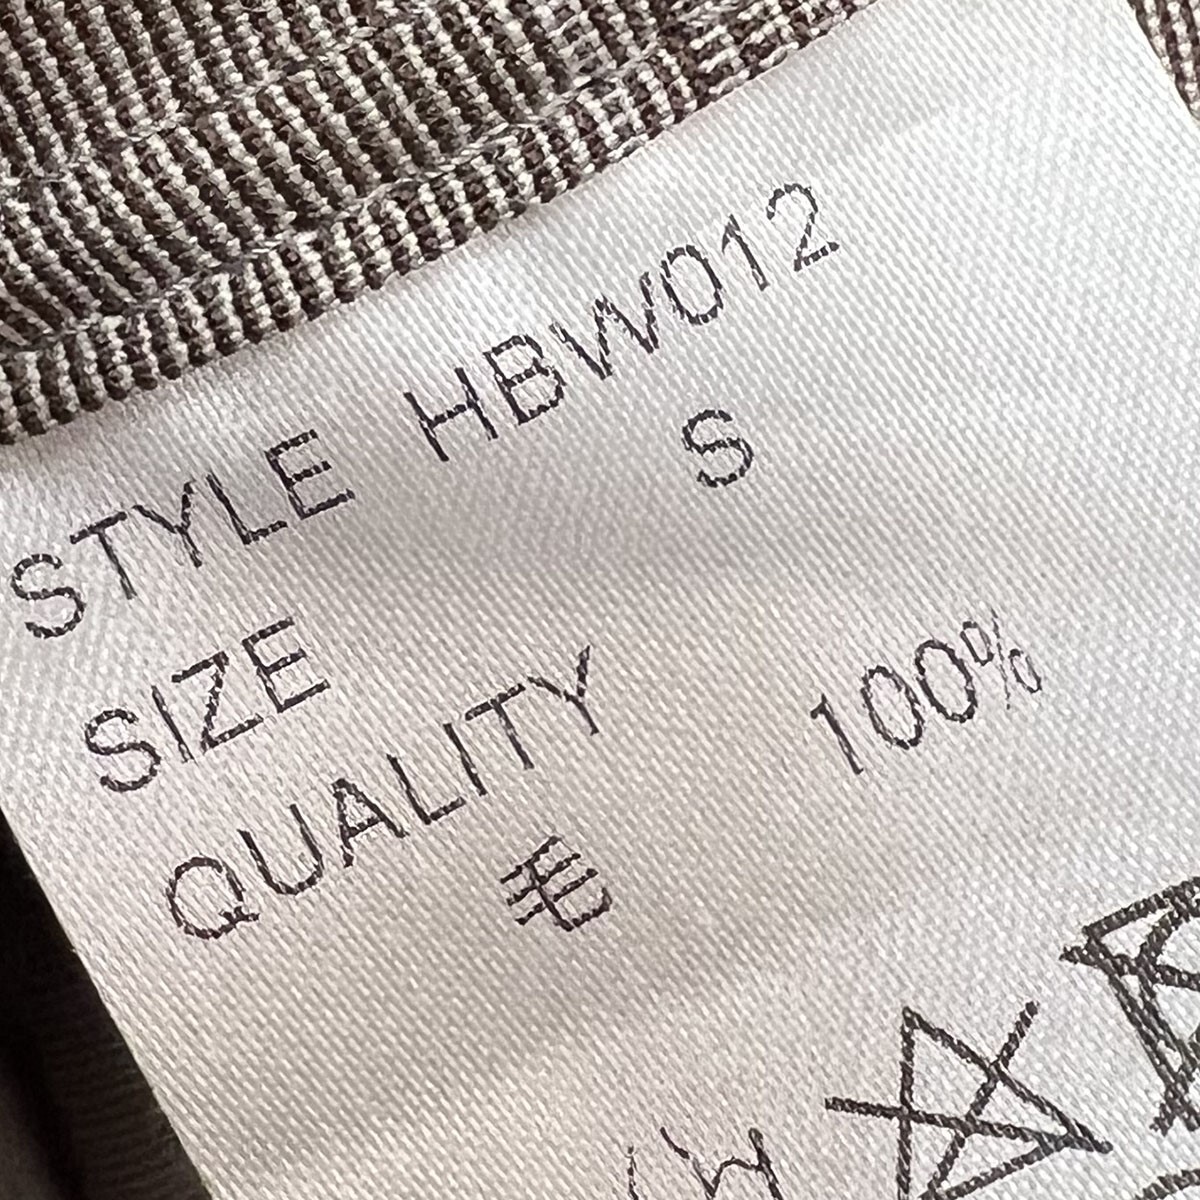 STYLE HBW012
SIZE S
QUALITY
毛 100%